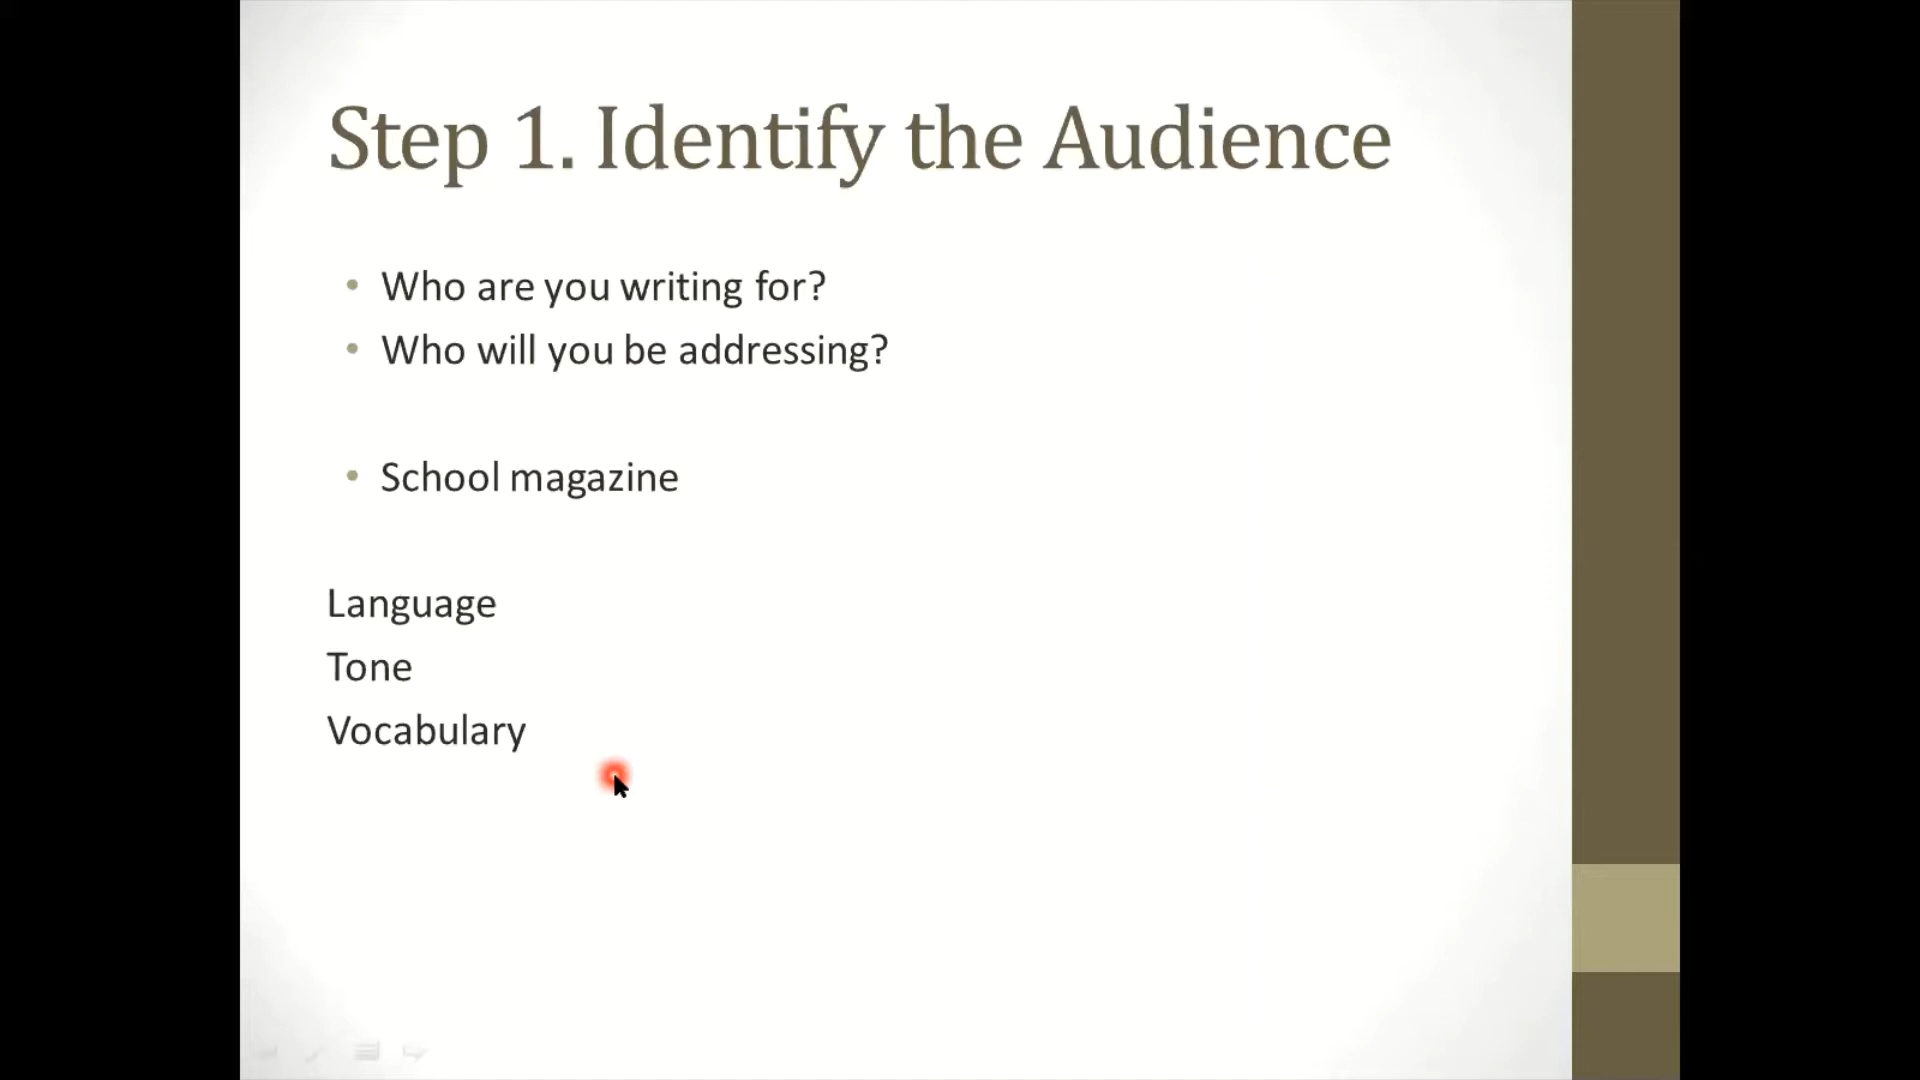 Step 1. Identify the Audience
• Who are you writing for?
• Who will you be addressing?
• School magazine
Language
Tone
Vocabulary